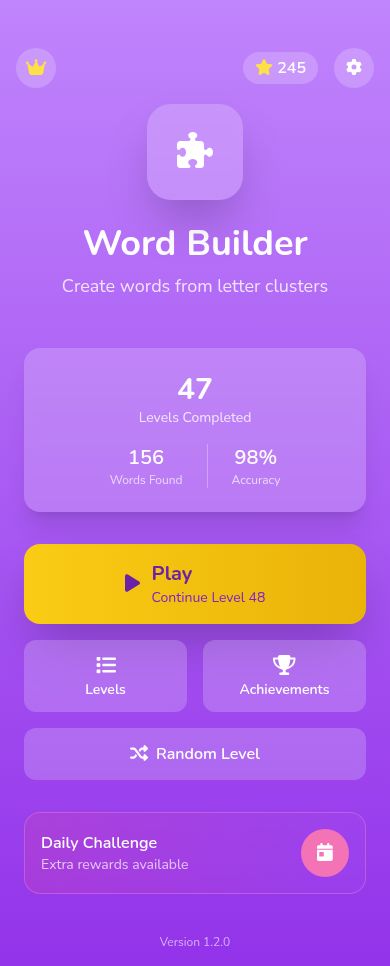 245
Word Builder
Create words from letter clusters
47
Levels Completed
156
Words Found
98%
Accuracy
Play
Continue Level 48
Levels
Achievements
Random Level
Daily Challenge
Extra rewards available
Version 1.2.0